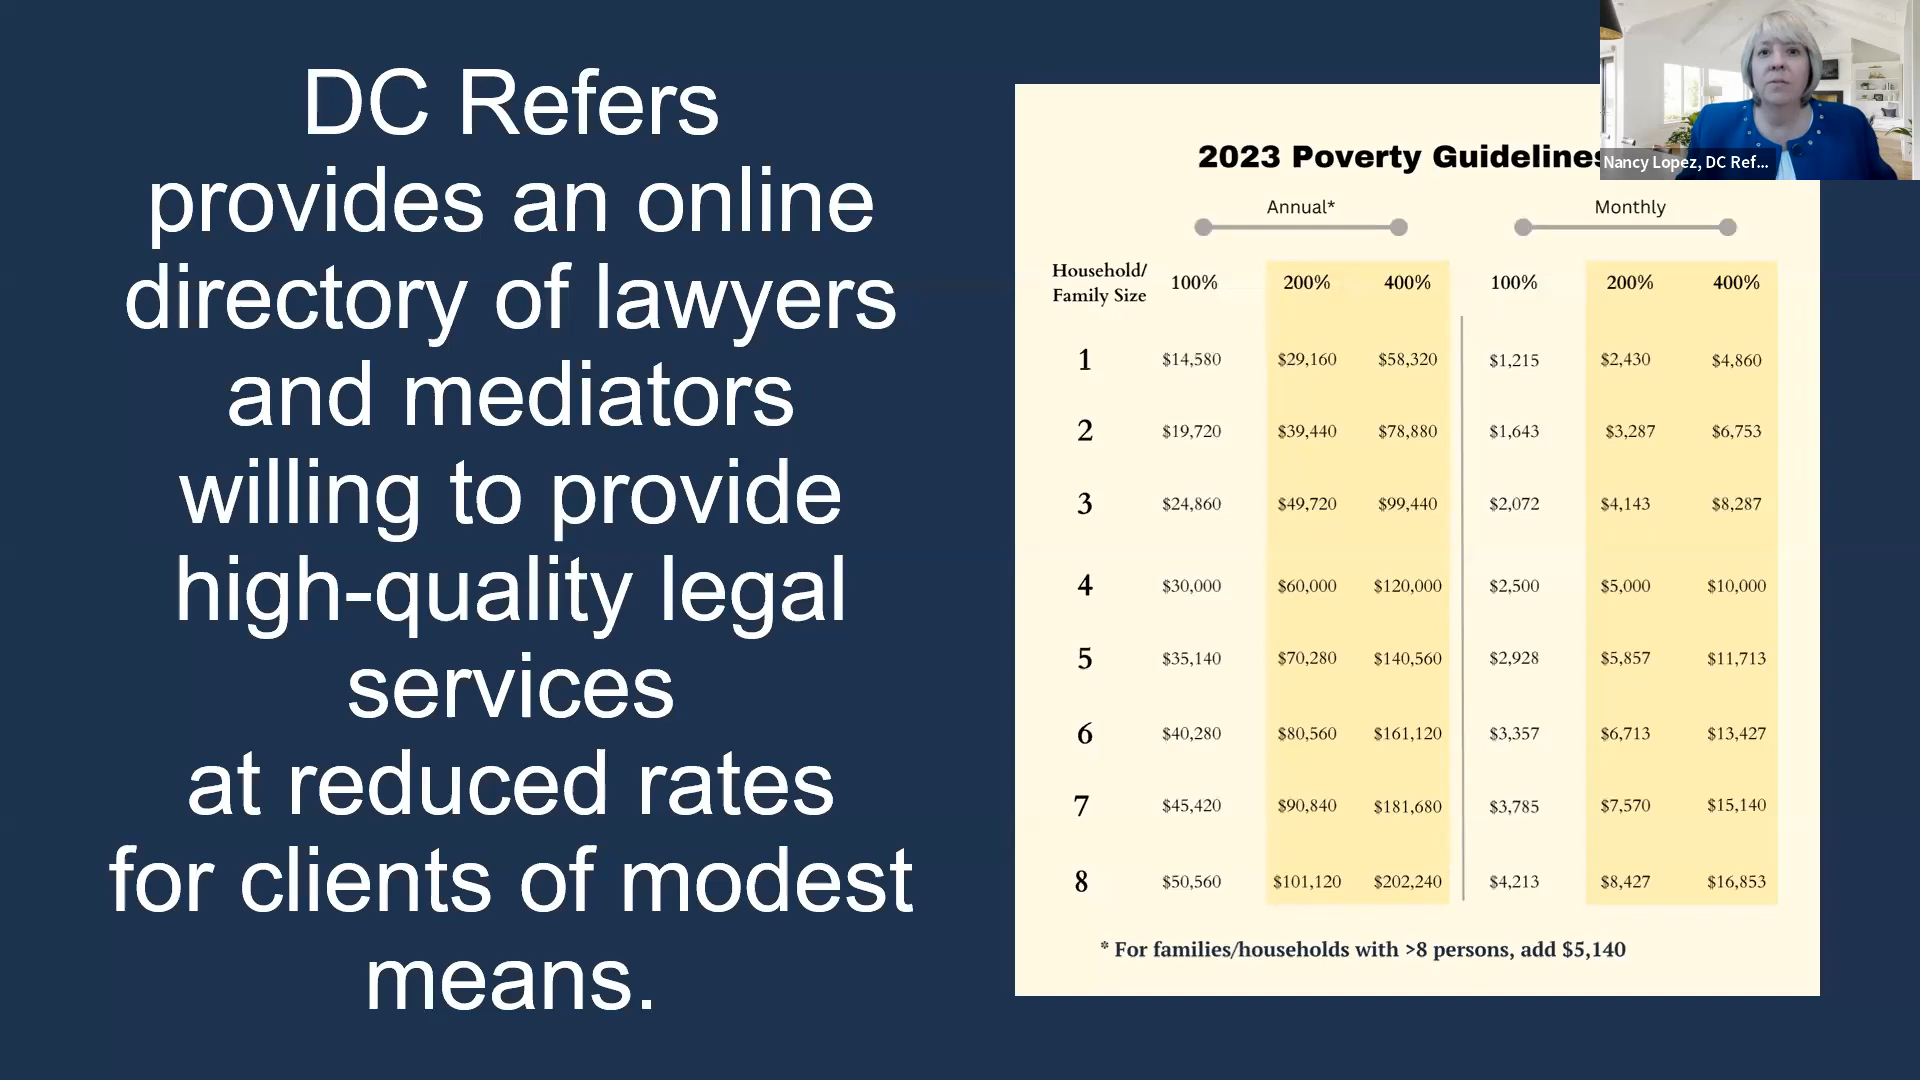 DC Refers
provides an online
directory of lawyers
and mediators
willing to provide
high-quality legal
services
at reduced rates
for clients of modest
means.
2023 Poverty Guidelines
Nancy Lopez, DC Ref...
Annual* Monthly
Household/
Family Size 100% 200% 400% 100% 200% 400%
1 $14,580 $29,160 $58,320 $1,215 $2,430 $4,860
2 $19,720 $39,440 $78,880 $1,643 $3,287 $6,753
3 $24,860 $49,720 $99,440 $2,072 $4,143 $8,287
4 $30,000 $60,000 $120,000 $2,500 $5,000 $10,000
5 $35,140 $70,280 $140,560 $2,928 $5,857 $11,713
6 $40,280 $80,560 $161,120 $3,357 $6,713 $13,427
7 $45,420 $90,840 $181,680 $3,785 $7,570 $15,140
8 $50,560 $101,120 $202,240 $4,213 $8,427 $16,853
* For families/households with >8 persons, add $5,140